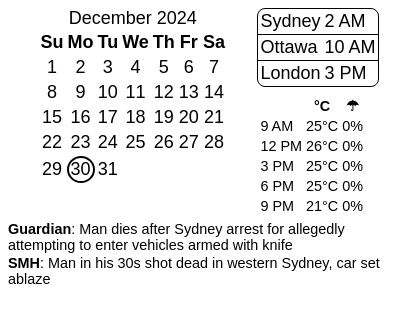 December 2024
Su Mo Tu We Th Fr Sa
1 2 3 4 5 6 7
8 9 10 11 12 13 14
15 16 17 18 19 20 21
22 23 24 25 26 27 28
29 30 31
Sydney 2 AM
Ottawa 10 AM
London 3 PM
°C ☂
9 AM 25°C 0%
12 PM 26°C 0%
3 PM 25°C 0%
6 PM 25°C 0%
9 PM 21°C 0%
Guardian: Man dies after Sydney arrest for allegedly
attempting to enter vehicles armed with knife
SMH: Man in his 30s shot dead in western Sydney, car set
ablaze